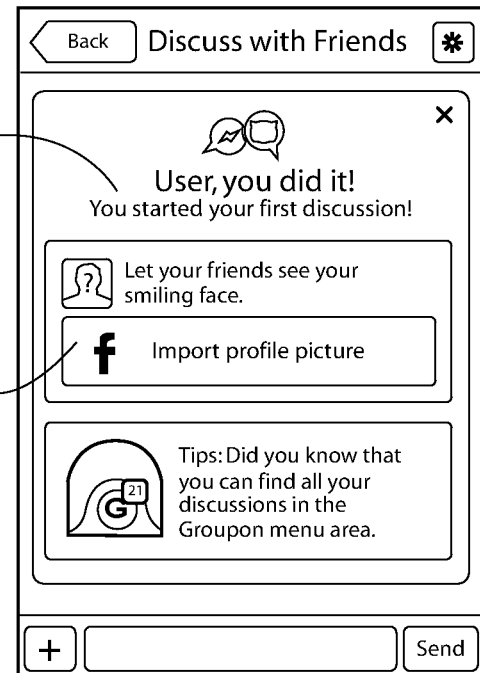 Back
Discuss with Friends
User, you did it!
You started your first discussion!
?
Let your friends see your
smiling face.
f
Import profile picture
21
G
Tips: Did you know that
you can find all your
discussions in the
Groupon menu area.
+
Send